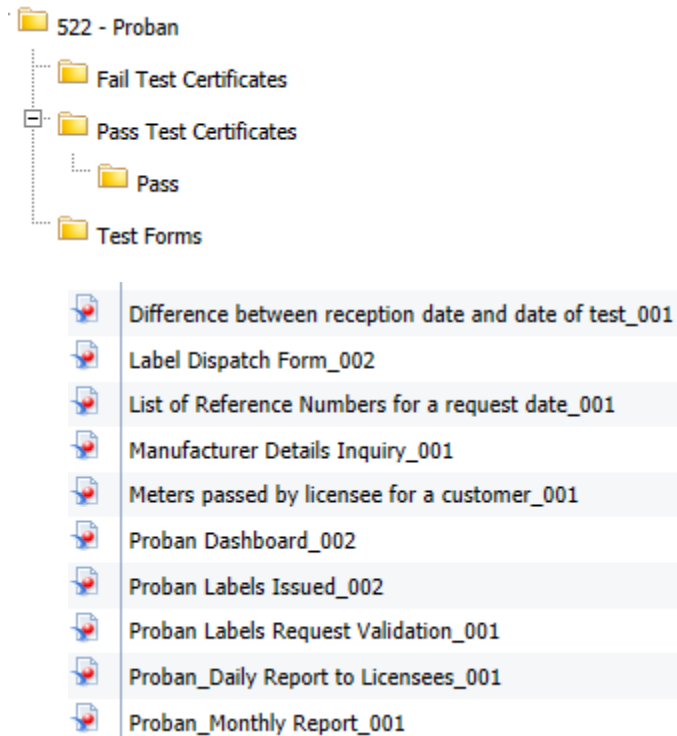 522 - Proban
Fail Test Certificates
Pass Test Certificates
Pass
Test Forms
Difference between reception date and date of test_001
Label Dispatch Form_002
List of Reference Numbers for a request date_001
Manufacturer Details Inquiry_001
Meters passed by licensee for a customer_001
Proban Dashboard_002
Proban Labels Issued_002
Proban Labels Request Validation_001
Proban_Daily Report to Licensees_001
Proban_Monthly Report_001